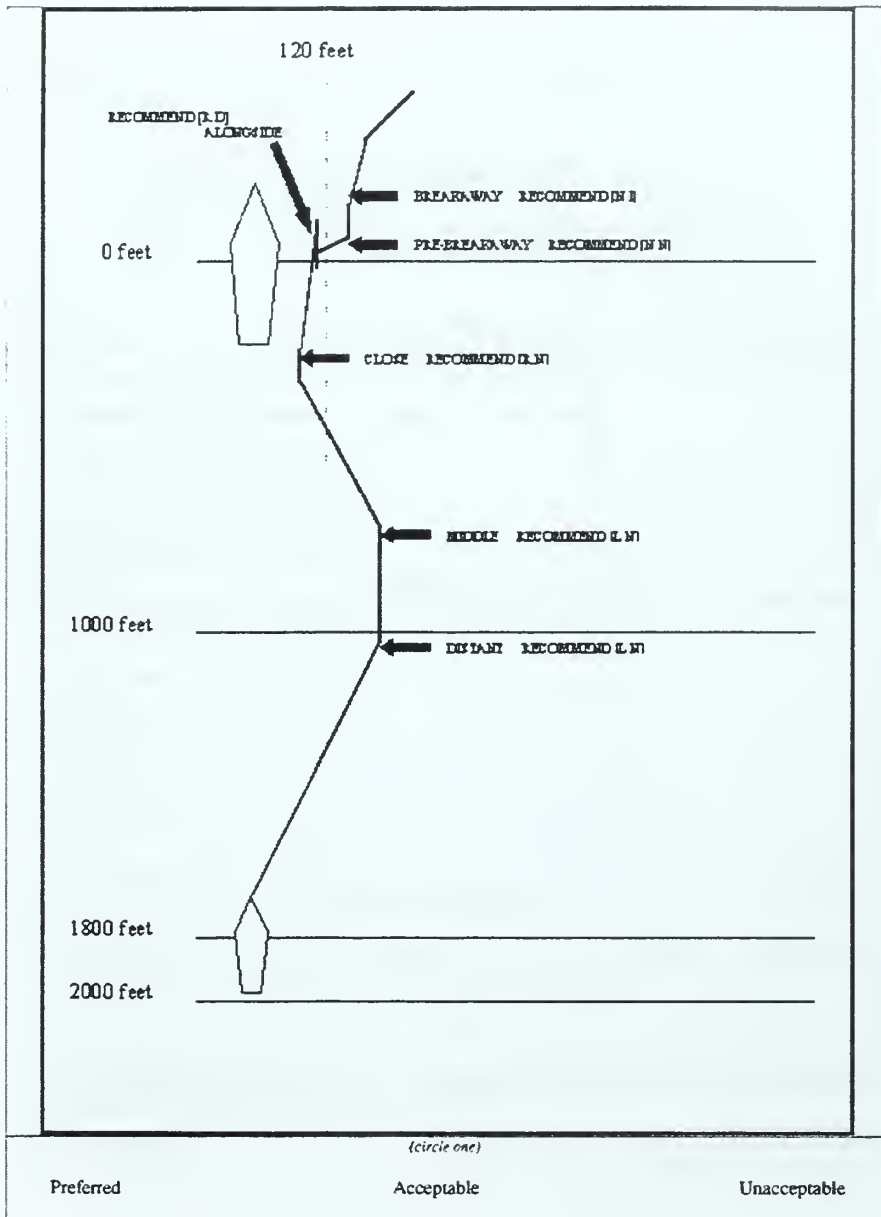 120 feet
RECOMMEND [R.D]
ALONGSIDE
BREAKAWAY RECOMMEND [N.I]
0 feet
PRE-BREAKAWAY RECOMMEND [N.N]
CLOSE RECOMMEND [R.N]
MIDDLE RECOMMEND [L.N]
1000 feet
DISTANT RECOMMEND [L.N]
1800 feet
2000 feet
{circle one}
Preferred Acceptable Unacceptable